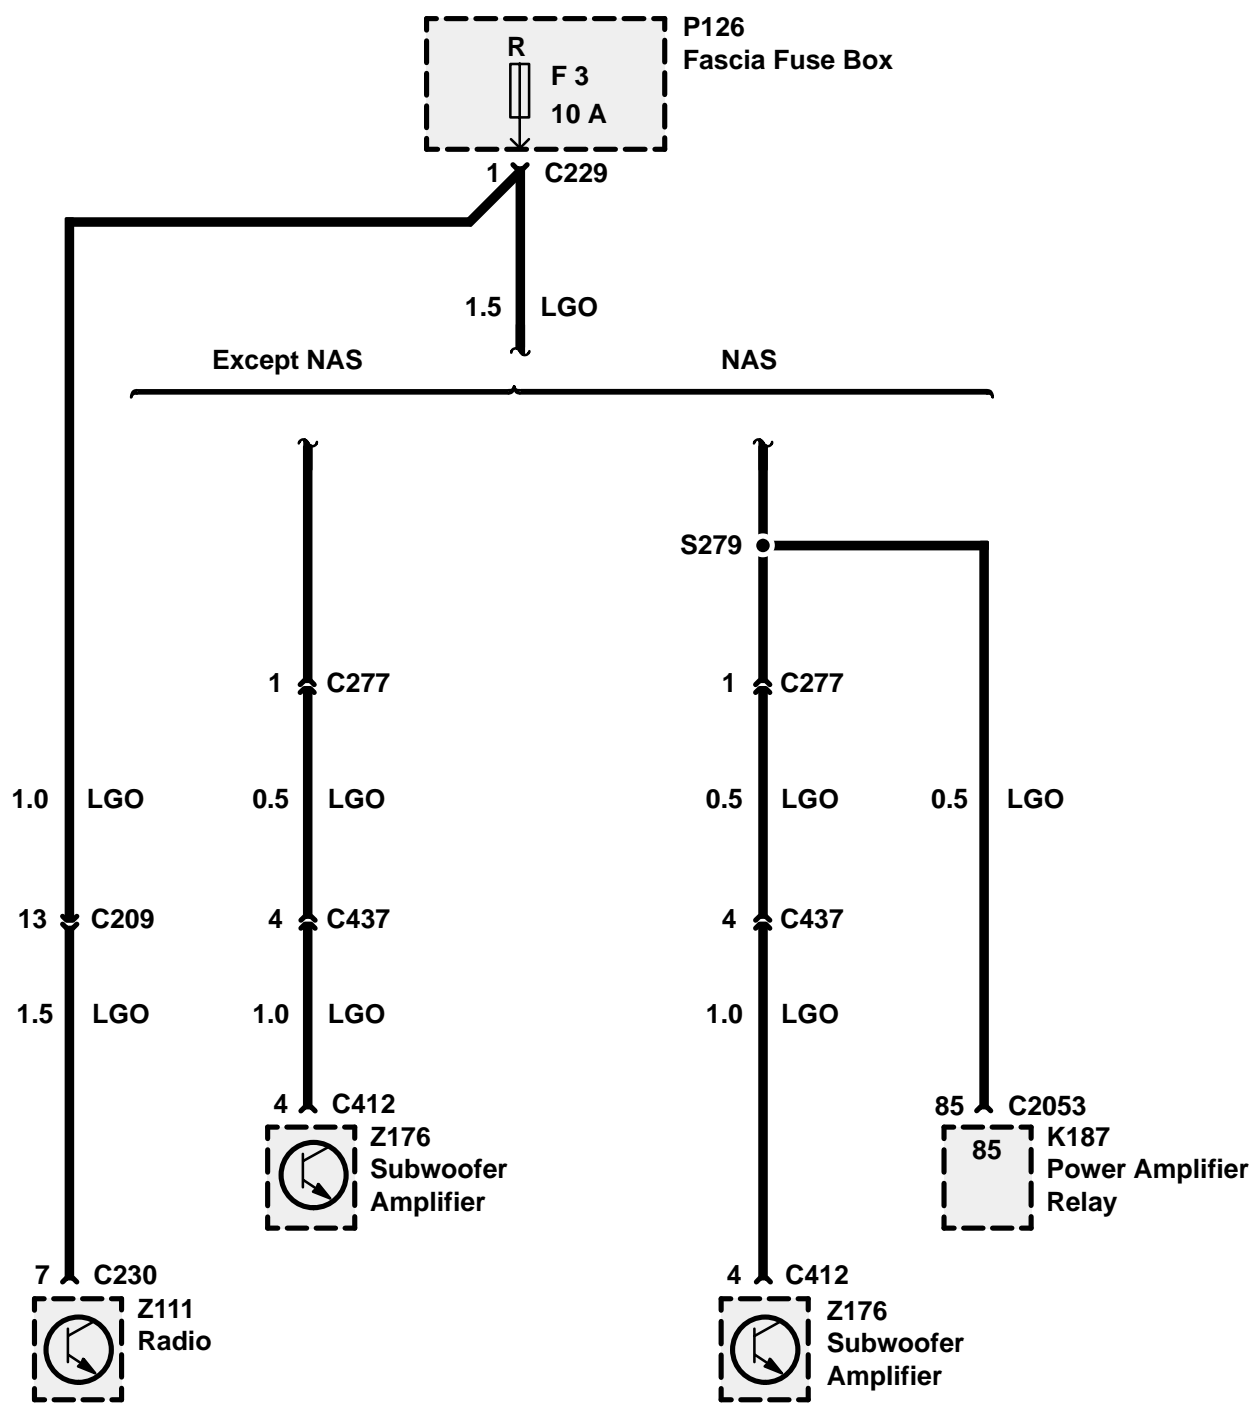 P126
Fascia Fuse Box
R
F 3
10 A
1 C229
1.5 LGO
Except NAS NAS
S279
1 C277 1 C277
1.0 LGO 0.5 LGO 0.5 LGO 0.5 LGO
13 C209 4 C437 4 C437
1.5 LGO 1.0 LGO 1.0 LGO
4 C412
Z176
Subwoofer
Amplifier
85 C2053
85
K187
Power Amplifier
Relay
7 C230
Z111
Radio
4 C412
Z176
Subwoofer
Amplifier